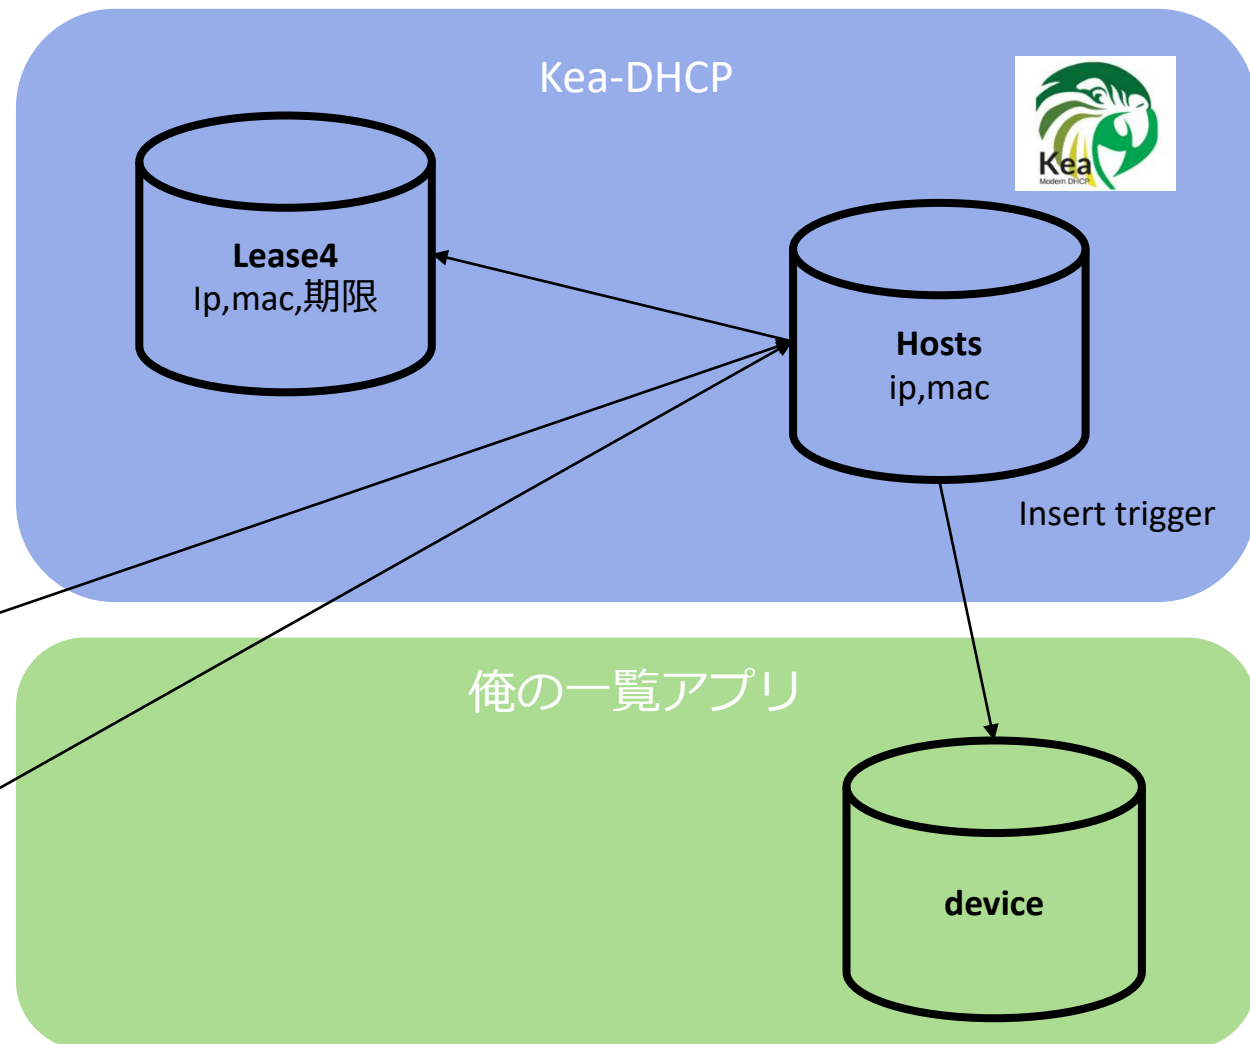 Kea-DHCP
Kea
Modern DHCP
Lease4
Ip,mac,期限
Hosts
ip,mac
Insert trigger
俺の一覧アプリ
device